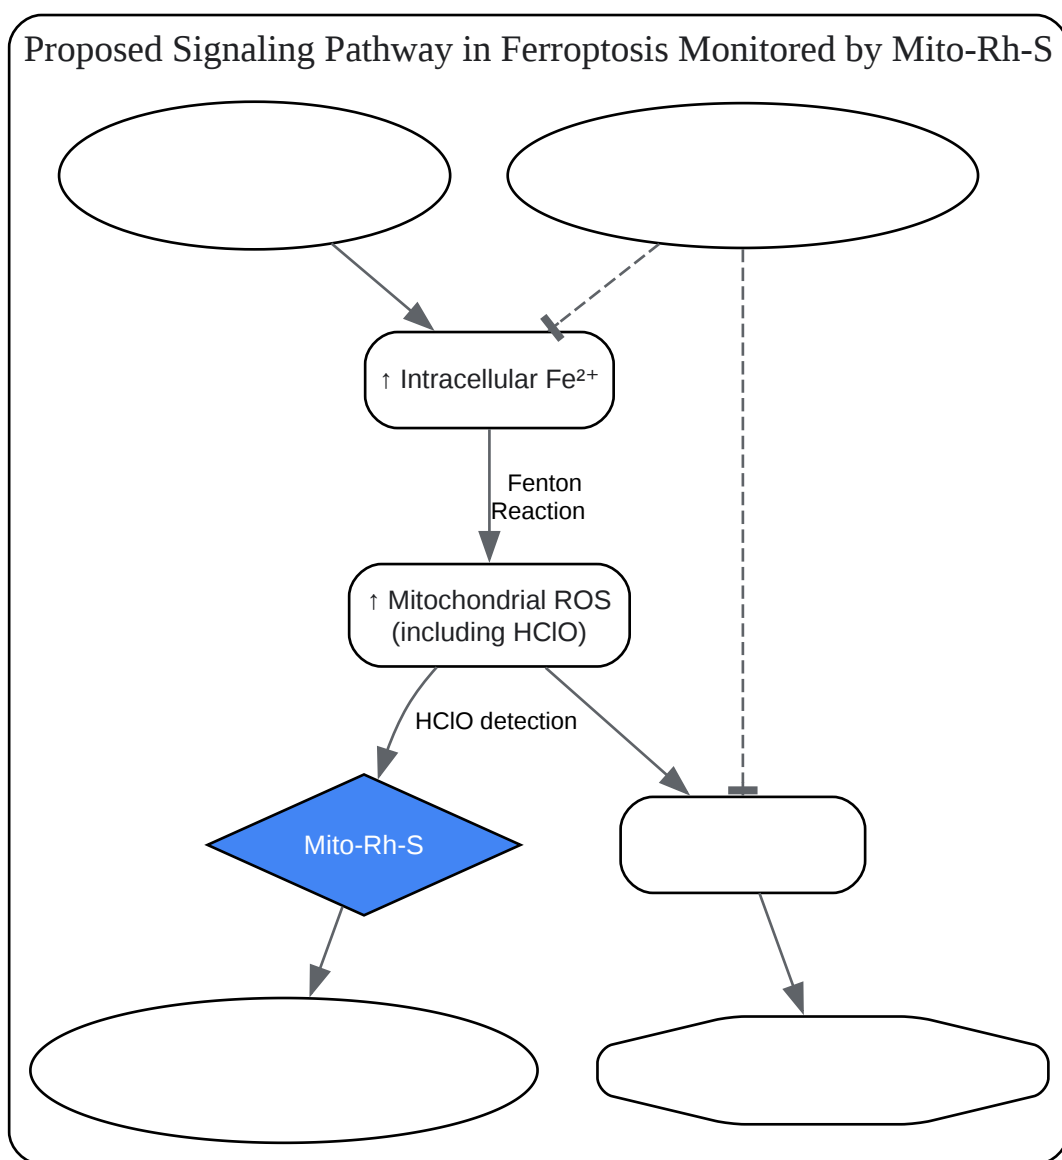 Proposed Signaling Pathway in Ferroptosis Monitored by Mito-Rh-S
↑ Intracellular Fe²⁺
Fenton
Reaction
↑ Mitochondrial ROS
(including HClO)
HClO detection
Mito-Rh-S